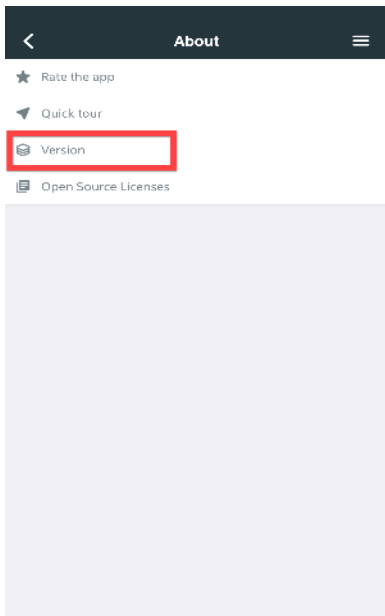 About
Rate the app
Quick tour
Version
Open Source Licenses